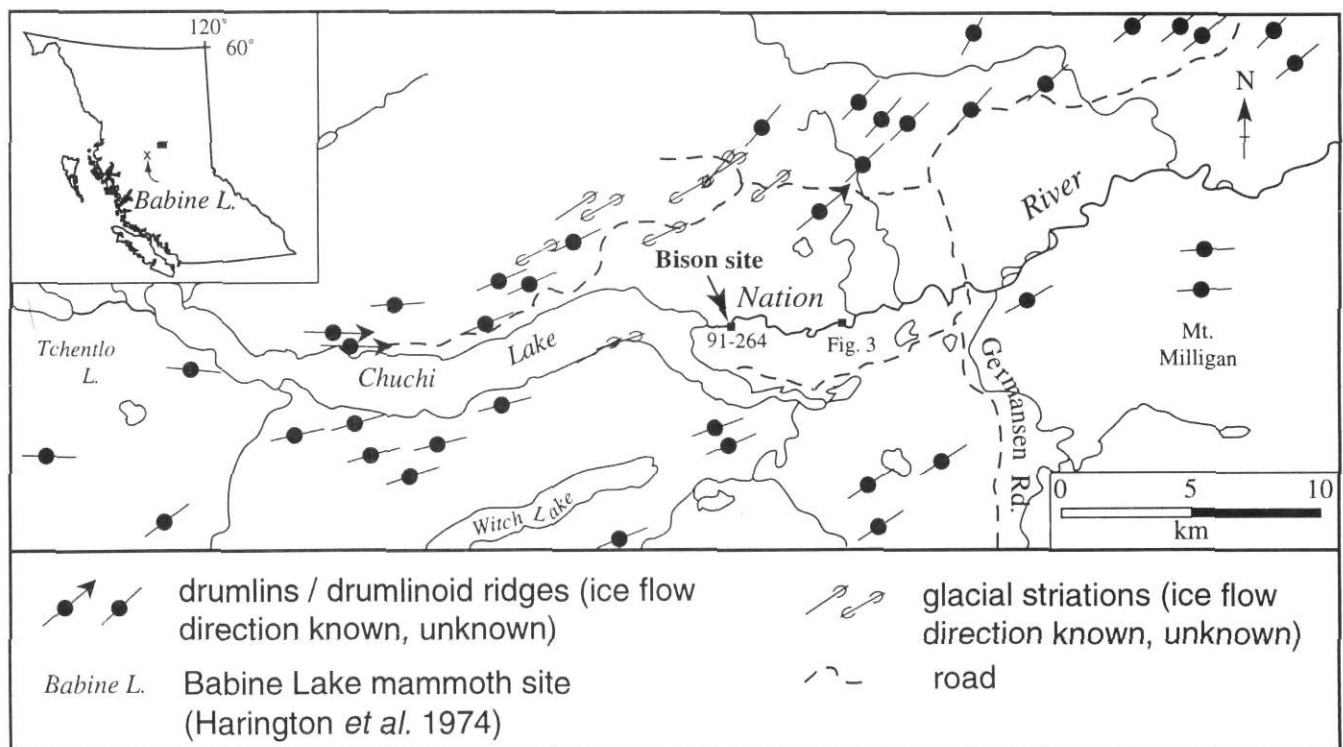 120°
60°
Babine L.
N
River
Bison site
Nation
91-264
Fig. 3
Lake
Chuchi
Tchentlo
L.
Mt.
Milligan
Germansen Rd.
Witch Lake
0 5 10
km
drumlins / drumlinoid ridges (ice flow
direction known, unknown)
glacial striations (ice flow
direction known, unknown)
Babine L. Babine Lake mammoth site
(Harington et al. 1974)
road
x